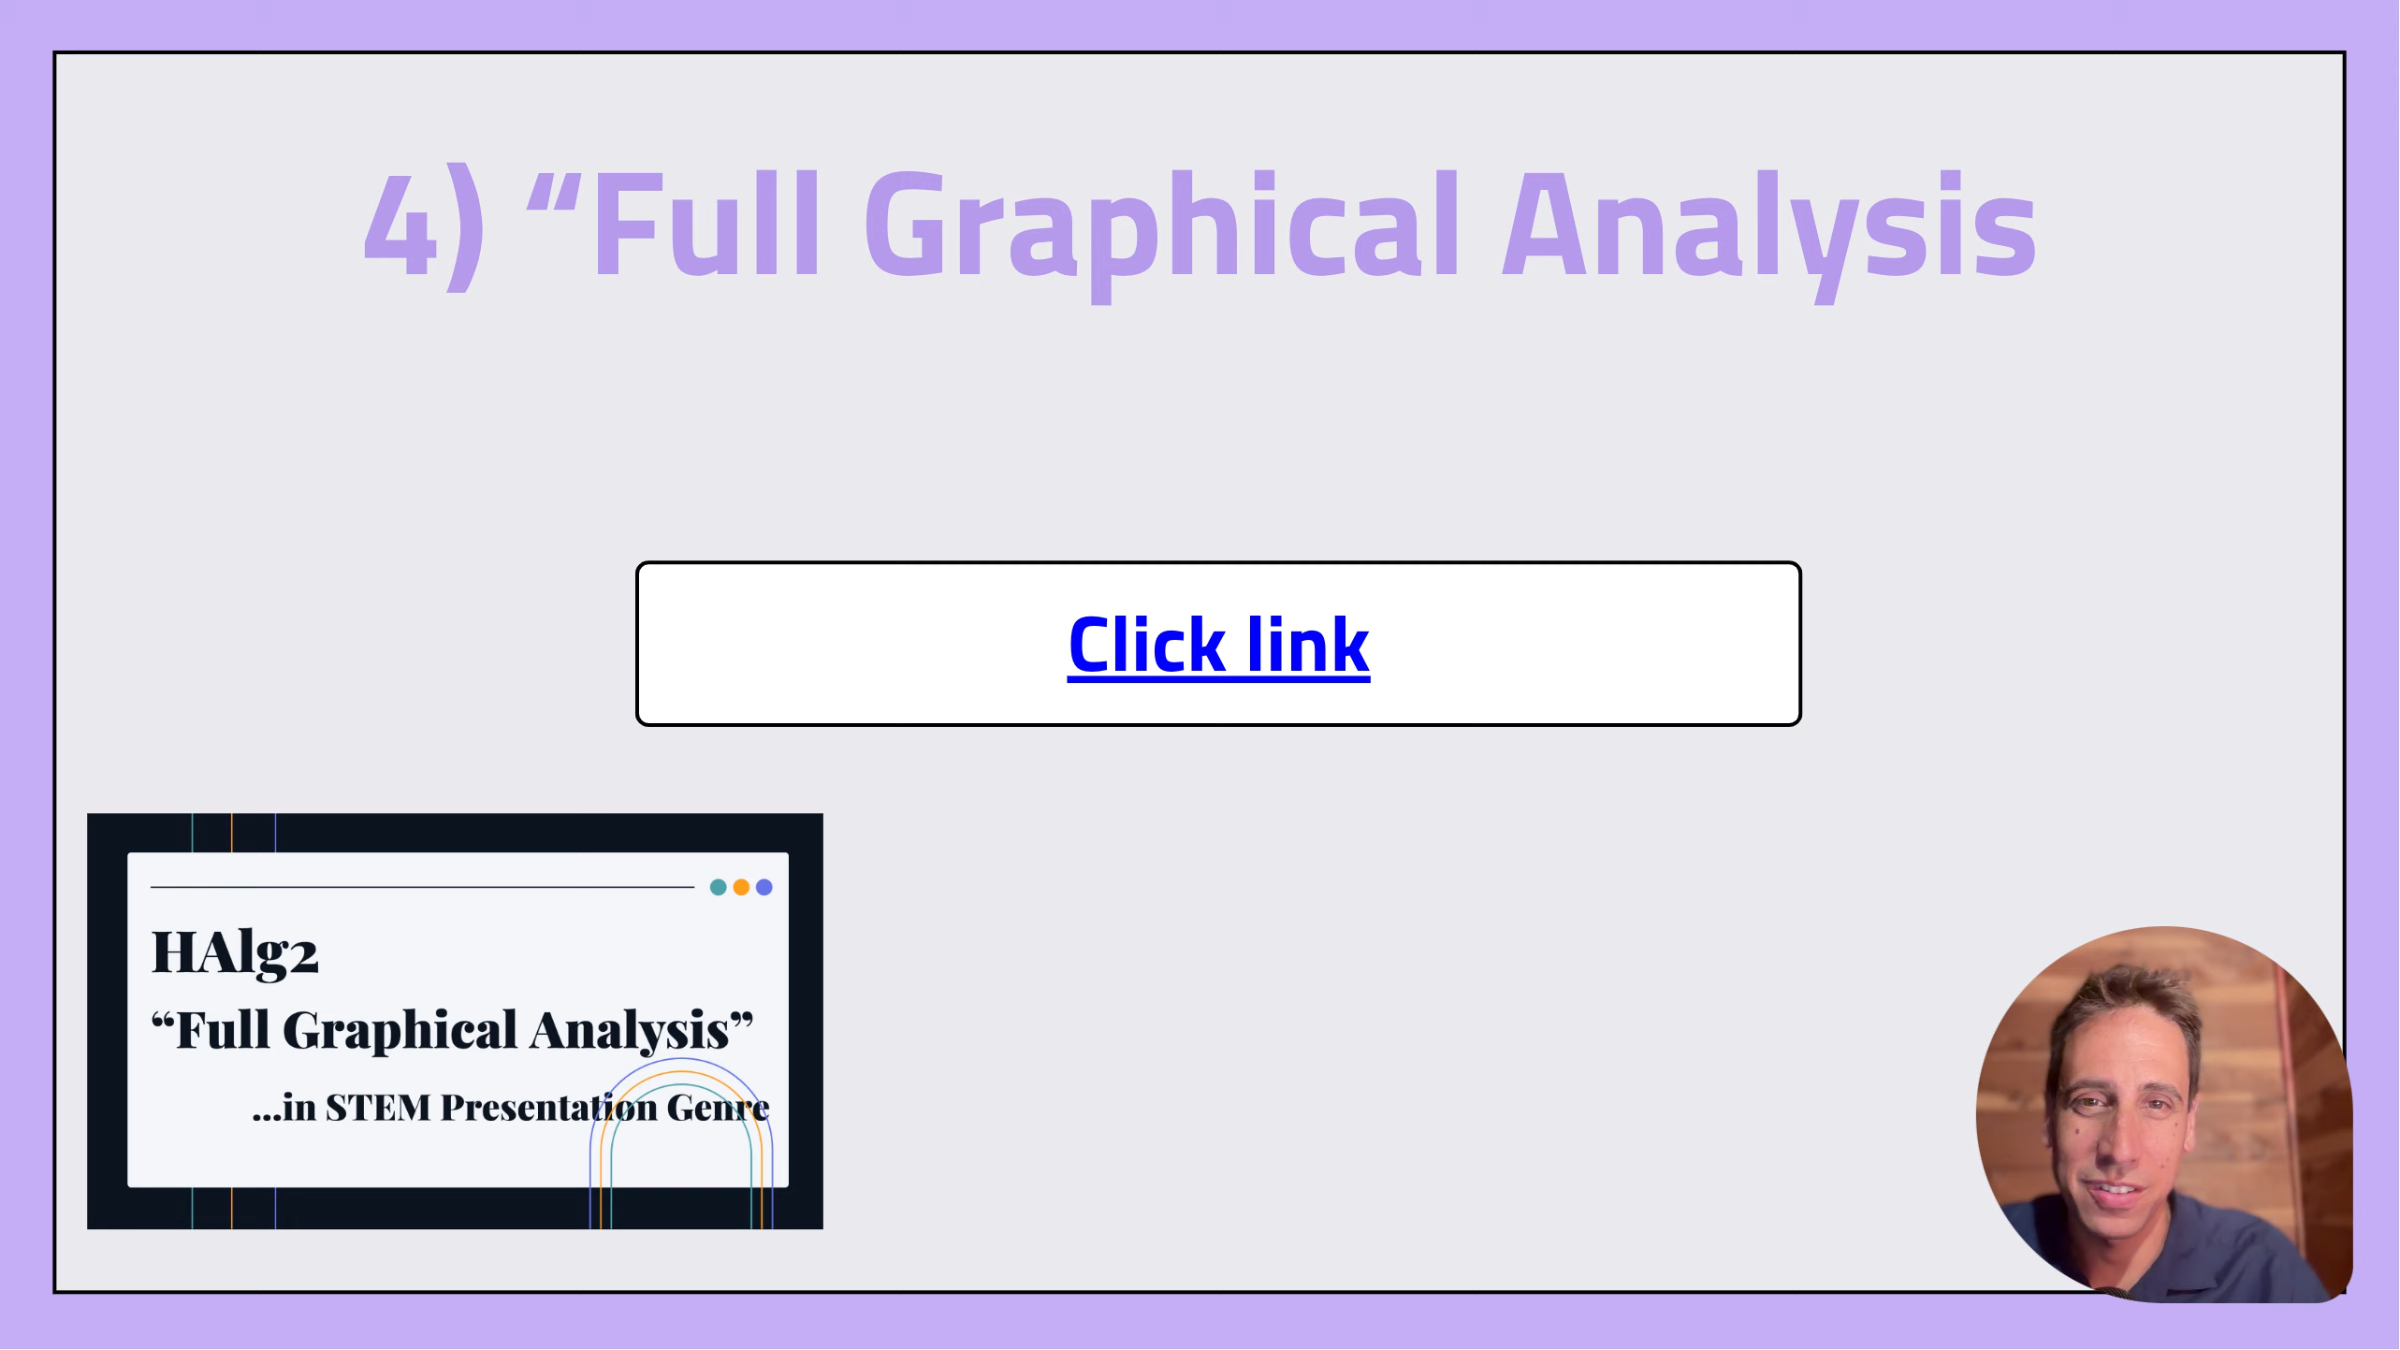 4) “Full Graphical Analysis
Click link
HAlg2
“Full Graphical Analysis”
...in STEM Presentation Genre